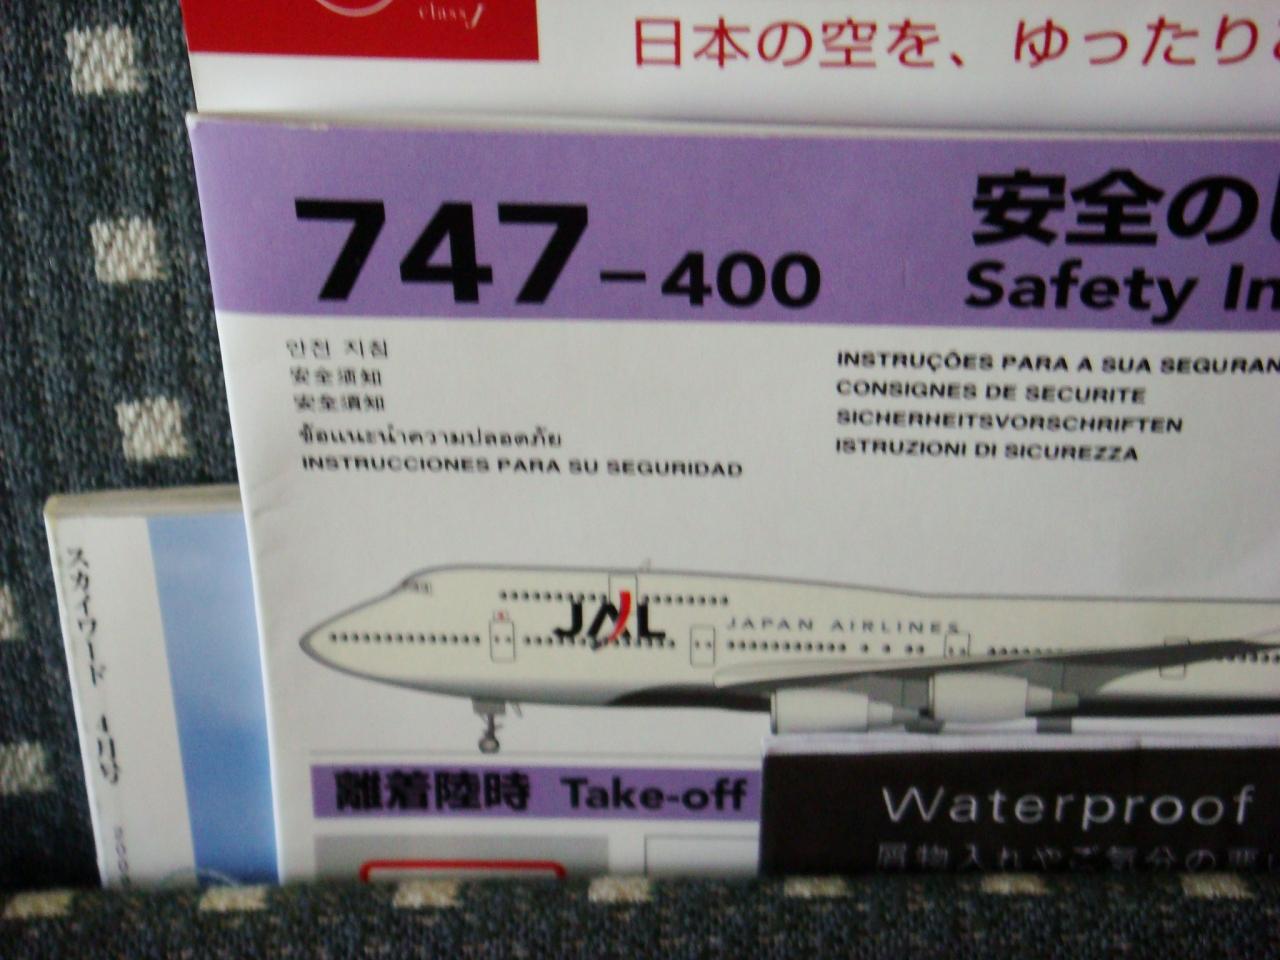 class J
日本の空を、ゆったり
747-400
安全の
Safety In
안전 지침
安全须知
安全須知
ข้อแนะนำความปลอดภัย
INSTRUCCIONES PARA SU SEGURIDAD
INSTRUÇÕES PARA A SUA SEGURAN
CONSIGNES DE SECURITE
SICHERHEITSVORSCHRIFTEN
ISTRUZIONI DI SICUREZZA
JAL
JAPAN AIRLINES
離着陸時 Take-off
Waterproof
スカイワード 4月号